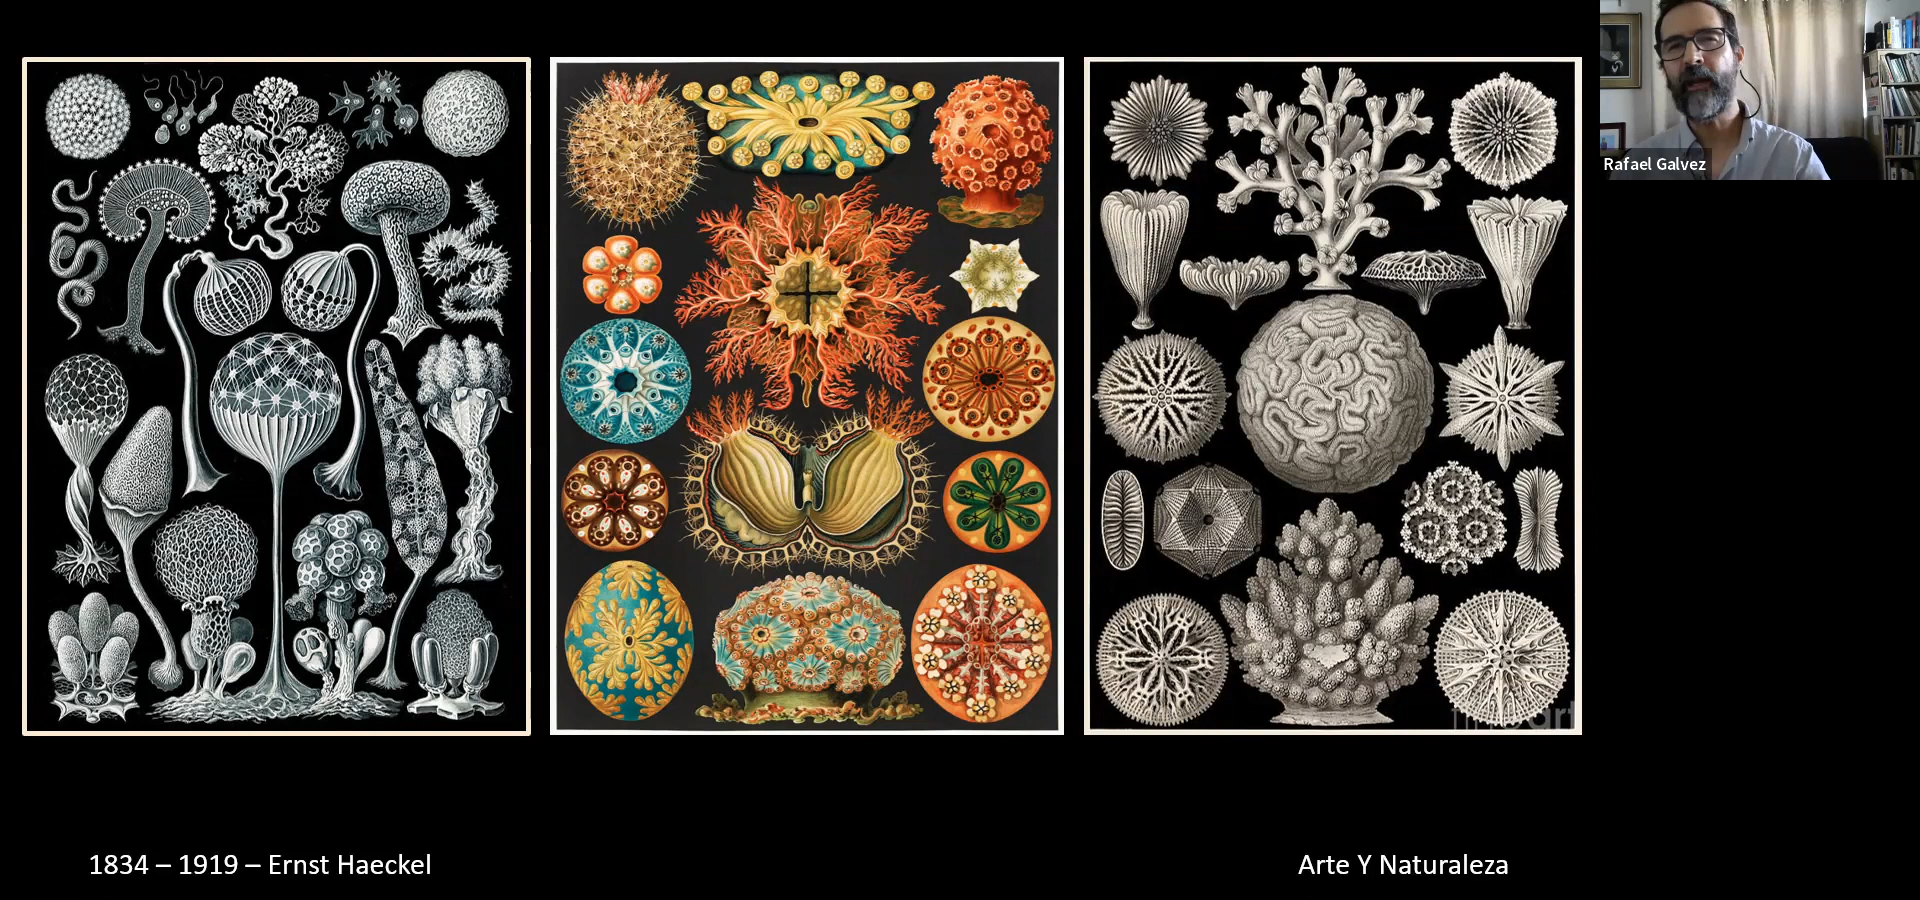 Rafael Galvez
1834 – 1919 – Ernst Haeckel
Arte Y Naturaleza